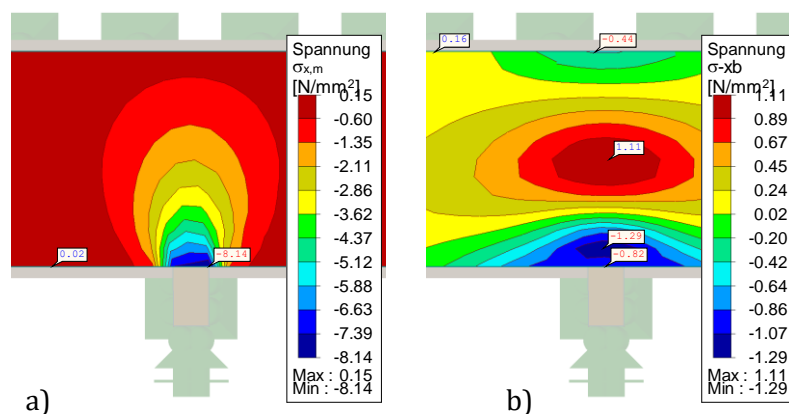 Spannung
σx,m
[N/mm²]
0.15
-0.60
-1.35
-2.11
-2.86
-3.62
-4.37
-5.12
-5.88
-6.63
-7.39
-8.14
Max : 0.15
Min : -8.14
0.02
-8.14
a)
0.16
-0.44
1.11
-1.29
-0.82
Spannung
σ-xb
[N/mm²]
1.11
0.89
0.67
0.45
0.24
0.02
-0.20
-0.42
-0.64
-0.86
-1.07
-1.29
Max : 1.11
Min : -1.29
b)